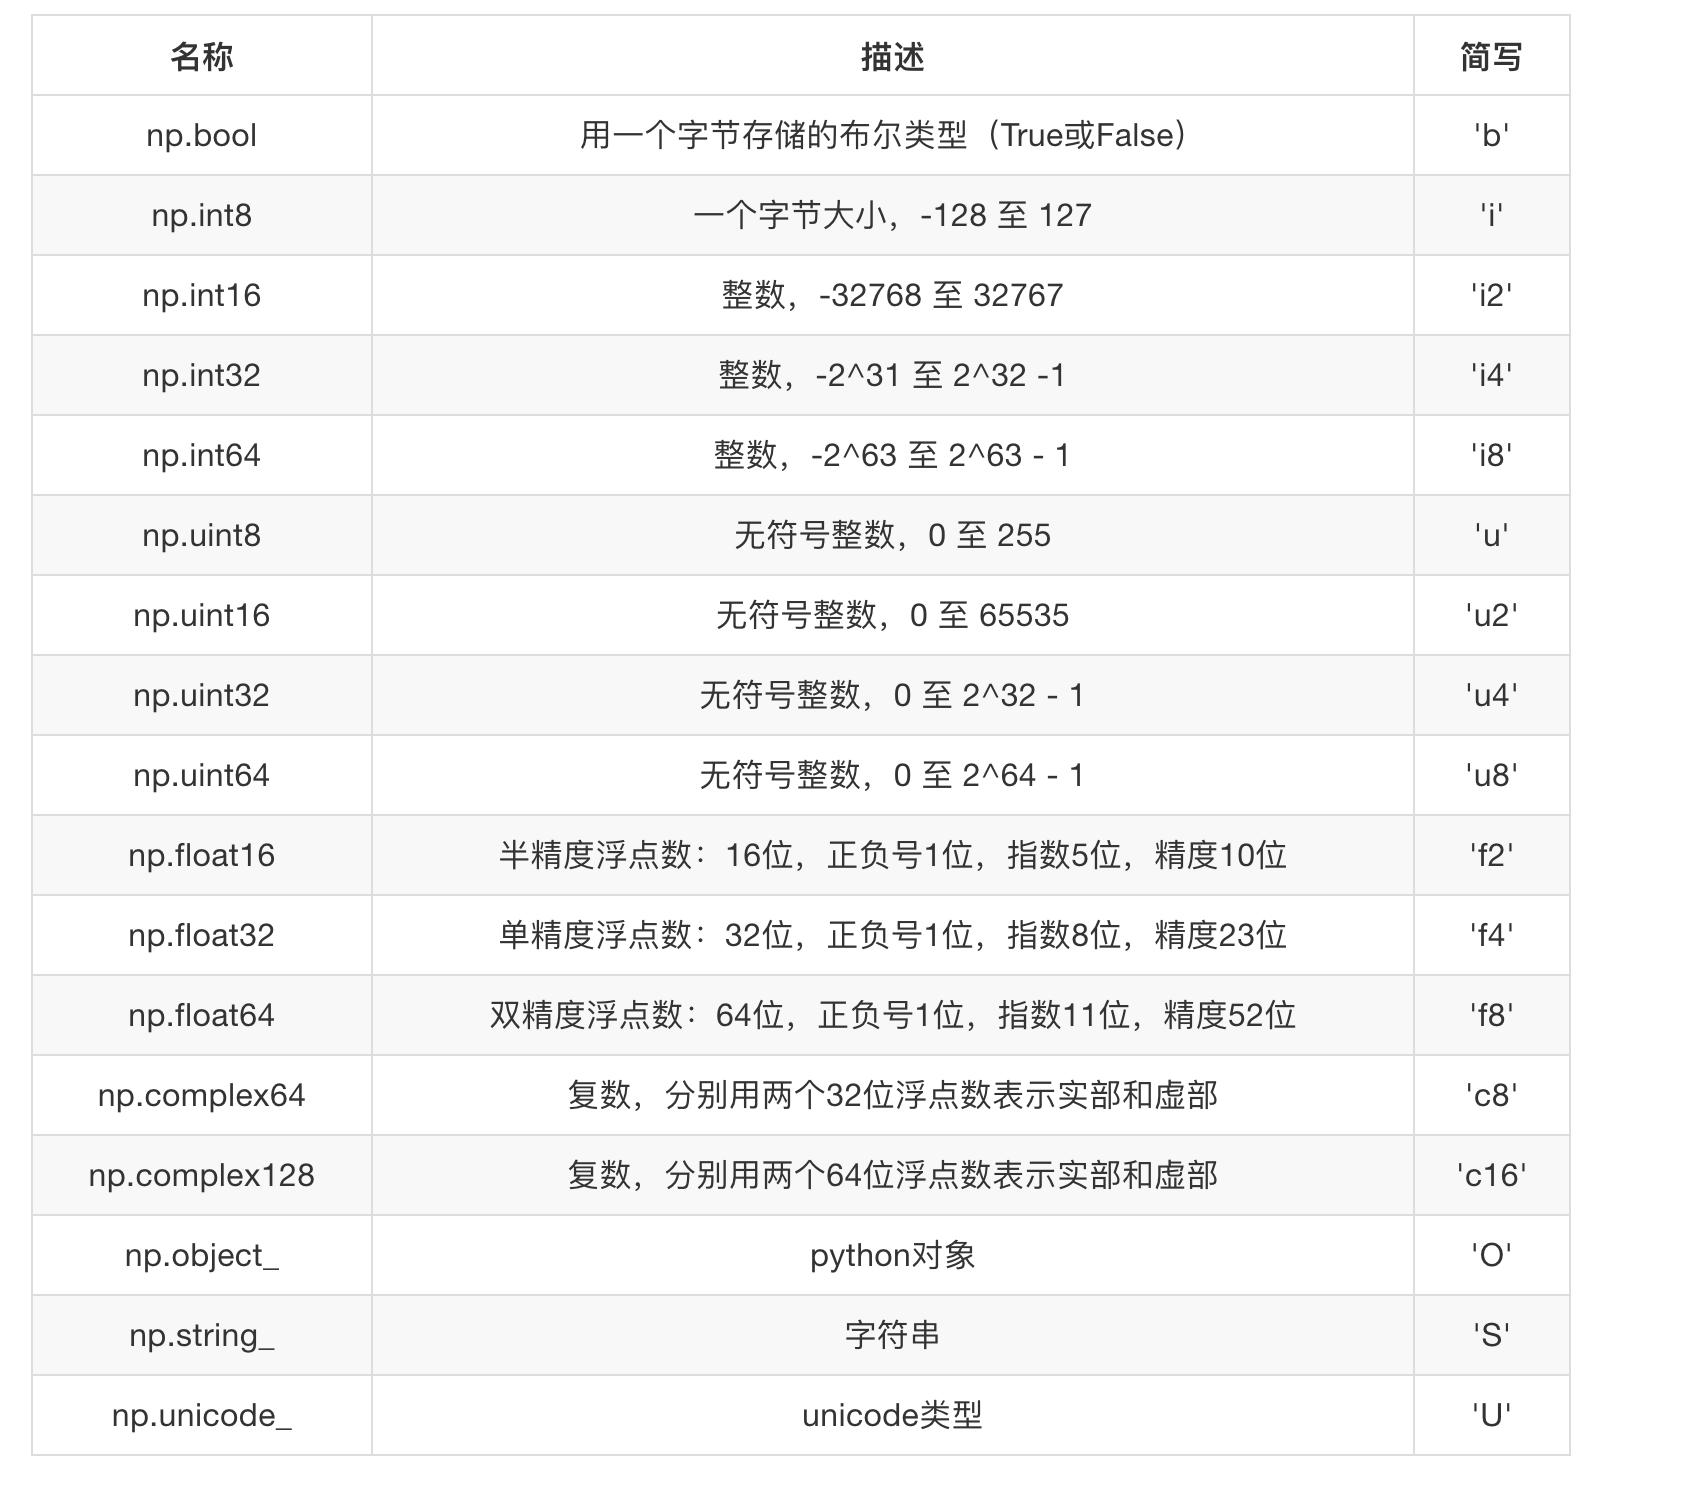 名称 描述 简写
np.bool 用一个字节存储的布尔类型（True或False） 'b'
np.int8 一个字节大小，-128 至 127 'i'
np.int16 整数，-32768 至 32767 'i2'
np.int32 整数，-2^31 至 2^32 -1 'i4'
np.int64 整数，-2^63 至 2^63 - 1 'i8'
np.uint8 无符号整数，0 至 255 'u'
np.uint16 无符号整数，0 至 65535 'u2'
np.uint32 无符号整数，0 至 2^32 - 1 'u4'
np.uint64 无符号整数，0 至 2^64 - 1 'u8'
np.float16 半精度浮点数：16位，正负号1位，指数5位，精度10位 'f2'
np.float32 单精度浮点数：32位，正负号1位，指数8位，精度23位 'f4'
np.float64 双精度浮点数：64位，正负号1位，指数11位，精度52位 'f8'
np.complex64 复数，分别用两个32位浮点数表示实部和虚部 'c8'
np.complex128 复数，分别用两个64位浮点数表示实部和虚部 'c16'
np.object_ python对象 'O'
np.string_ 字符串 'S'
np.unicode_ unicode类型 'U'